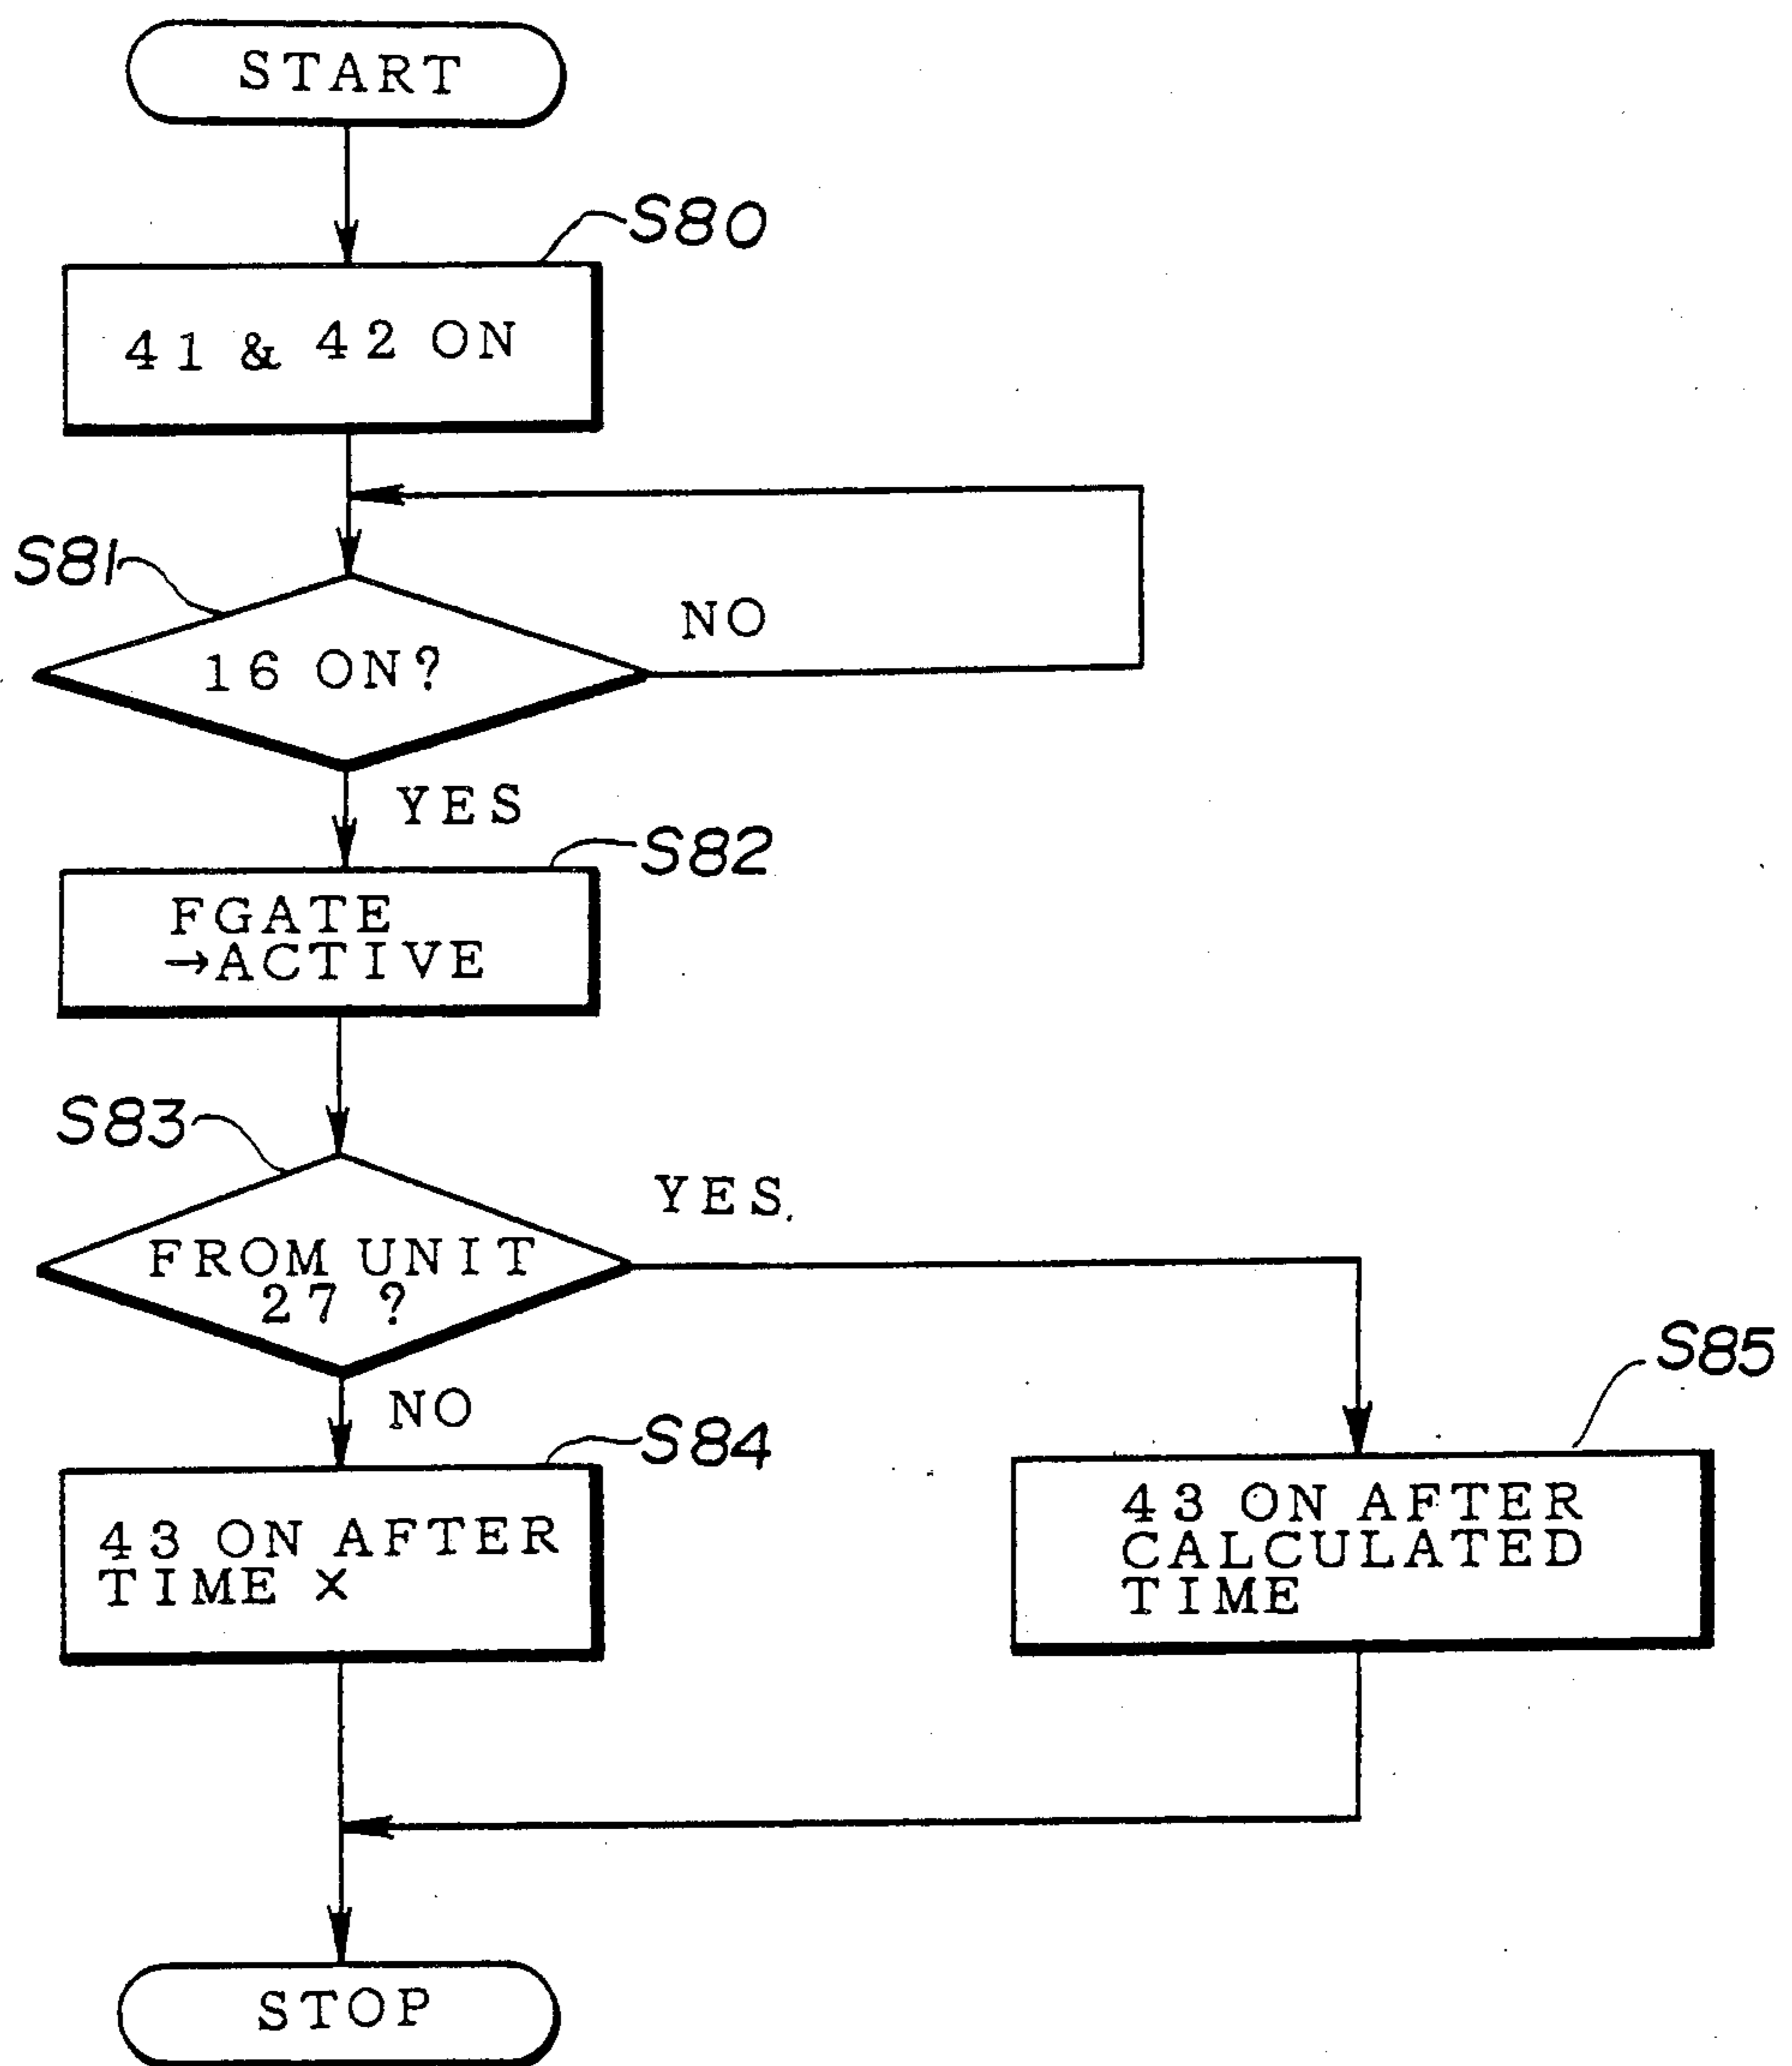 START
S80
41 & 42 ON
S81
16 ON?
NO
YES
S82
FGATE
→ACTIVE
S83
FROM UNIT
27 ?
YES
NO
S84
43 ON AFTER
TIME X
S85
43 ON AFTER
CALCULATED
TIME
STOP